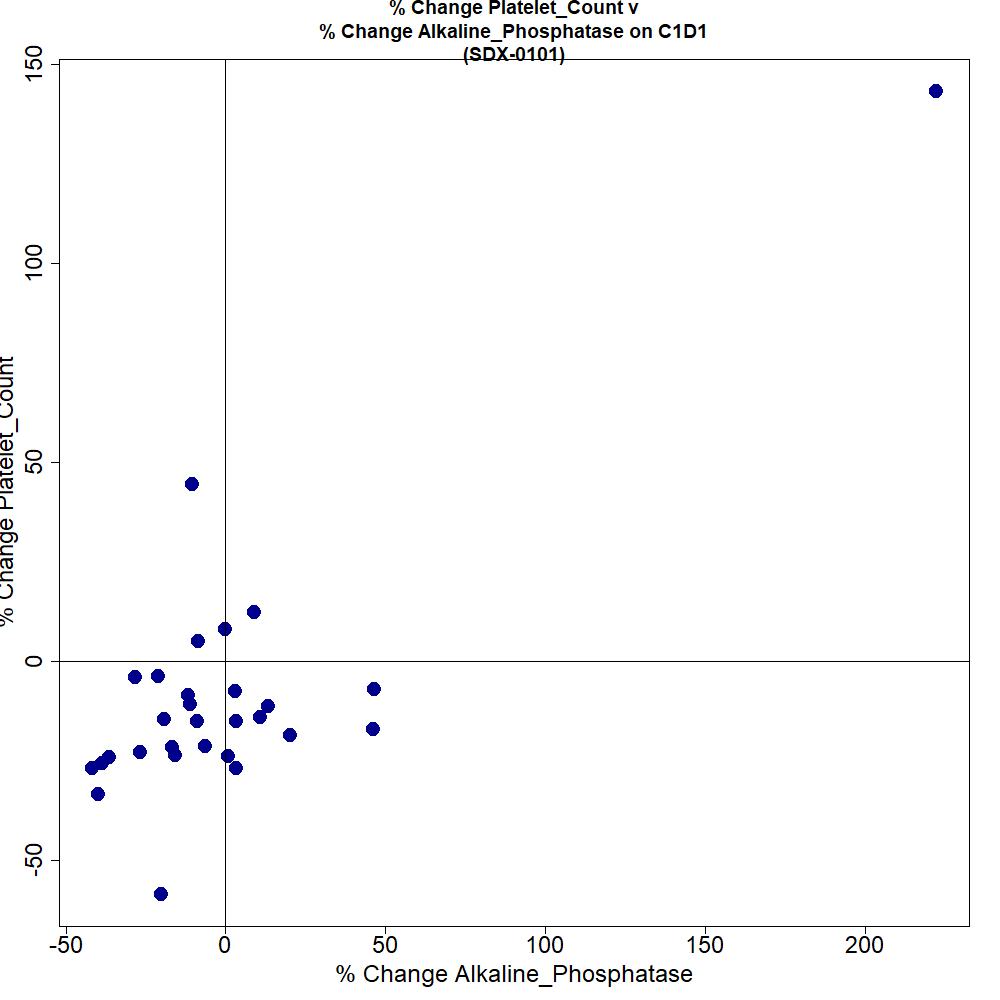 % Change Platelet_Count v
% Change Alkaline_Phosphatase on C1D1
(SDX-0101)
150
100
50
0
-50
% Change Platelet_Count
-50
0
50
100
150
200
% Change Alkaline_Phosphatase